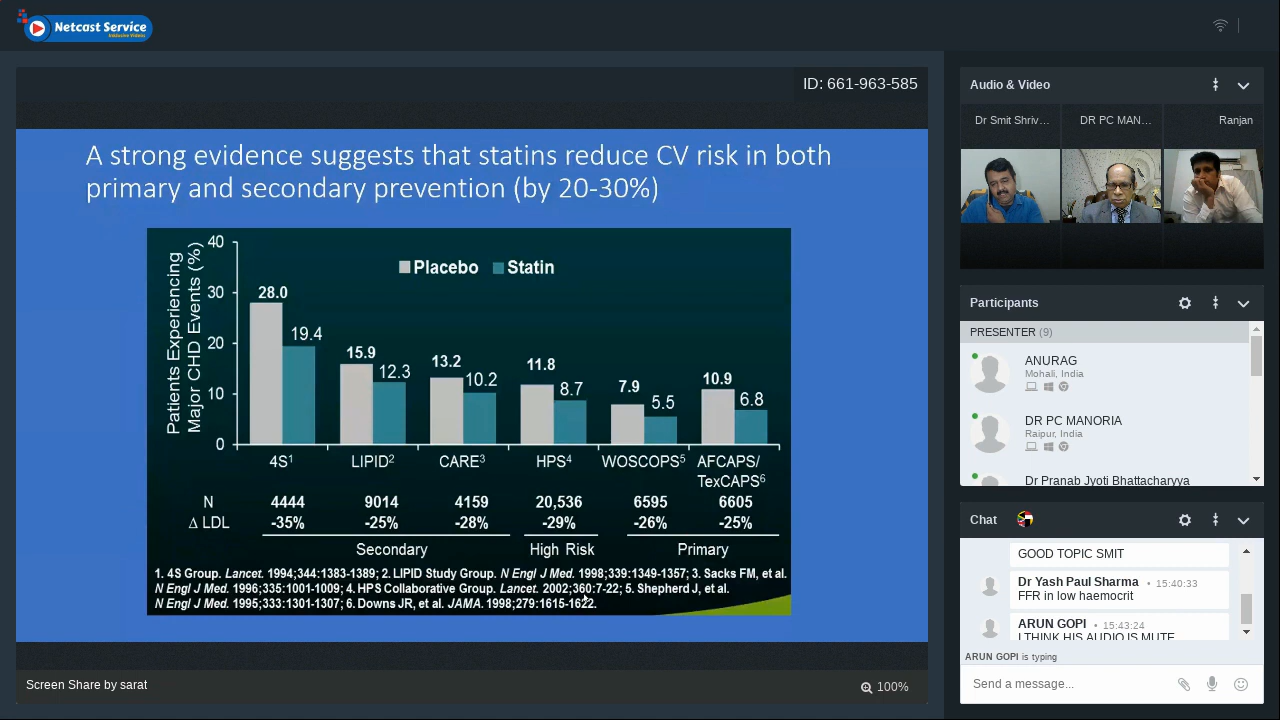 Netcast Service
ID: 661-963-585
A strong evidence suggests that statins reduce CV risk in both
primary and secondary prevention (by 20-30%)
Patients Experiencing
Major CHD Events (%)
40
30
20
10
0
Placebo Statin
28.0 19.4 15.9 12.3 13.2 10.2 11.8 8.7 7.9 5.5 10.9 6.8
4S¹ LIPID² CARE³ HPS⁴ WOSCOPS⁵ AFCAPS/
TexCAPS⁶
N 4444 9014 4159 20,536 6595 6605
Δ LDL -35% -25% -28% -29% -26% -25%
Secondary High Risk Primary
1. 4S Group. Lancet. 1994;344:1383-1389; 2. LIPID Study Group. N Engl J Med. 1998;339:1349-1357; 3. Sacks FM, et al.
N Engl J Med. 1996;335:1001-1009; 4. HPS Collaborative Group. Lancet. 2002;360:7-22; 5. Shepherd J, et al.
N Engl J Med. 1995;333:1301-1307; 6. Downs JR, et al. JAMA. 1998;279:1615-1622.
Screen Share by sarat
100%
Audio & Video
Dr Smit Shriv... DR PC MAN... Ranjan
Participants
PRESENTER (9)
ANURAG
Mohali, India
DR PC MANORIA
Raipur, India
Dr Pranab Jyoti Bhattacharyya
Chat
GOOD TOPIC SMIT
Dr Yash Paul Sharma • 15:40:33
FFR in low haemocrit
ARUN GOPI • 15:43:24
I THINK HIS AUDIO IS MUTE
ARUN GOPI is typing
Send a message...